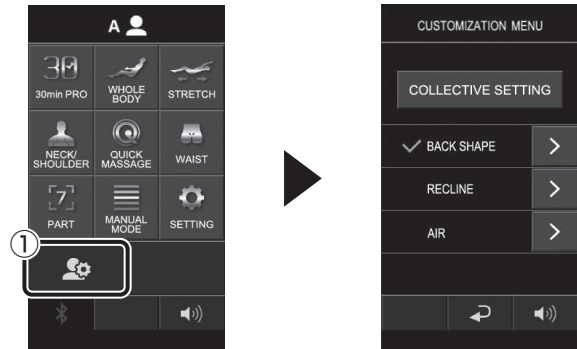 A
30
30min PRO
WHOLE
BODY
STRETCH
NECK/
SHOULDER
QUICK
MASSAGE
WAIST
7
PART
MANUAL
MODE
SETTING
①
CUSTOMIZATION MENU
COLLECTIVE SETTING
BACK SHAPE
RECLINE
AIR